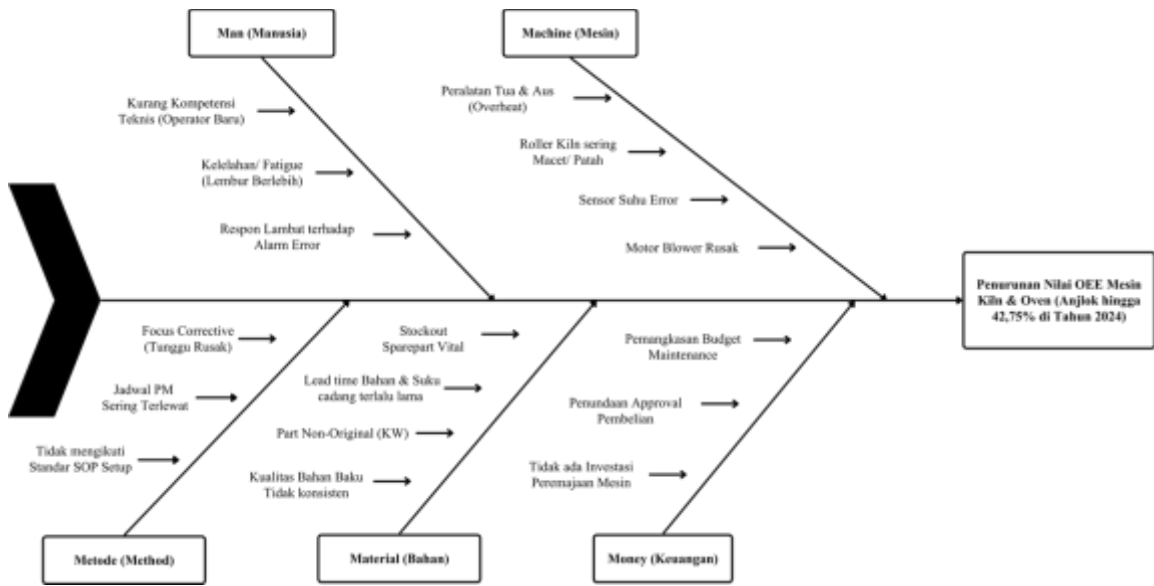 Man (Manusia)
Machine (Mesin)
Kurang Kompetensi
Teknis (Operator Baru)
Kelelahan/ Fatigue
(Lembur Berlebih)
Respon Lambat terhadap
Alarm Error
Peralatan Tua & Aus
(Overheat)
Roller Kiln sering
Macet/ Patah
Sensor Suhu Error
Motor Blower Rusak
Penurunan Nilai OEE Mesin
Kiln & Oven (Anjlok hingga
42,75% di Tahun 2024)
Focus Corrective
(Tunggu Rusak)
Jadwal PM
Sering Terlewat
Tidak mengikuti
Standar SOP Setup
Stockout
Sparepart Vital
Lead time Bahan & Suku
cadang terlalu lama
Part Non-Original (KW)
Kualitas Bahan Baku
Tidak konsisten
Pemangkasan Budget
Maintenance
Penundaan Approval
Pembelian
Tidak ada Investasi
Peremajaan Mesin
Metode (Method)
Material (Bahan)
Money (Keuangan)